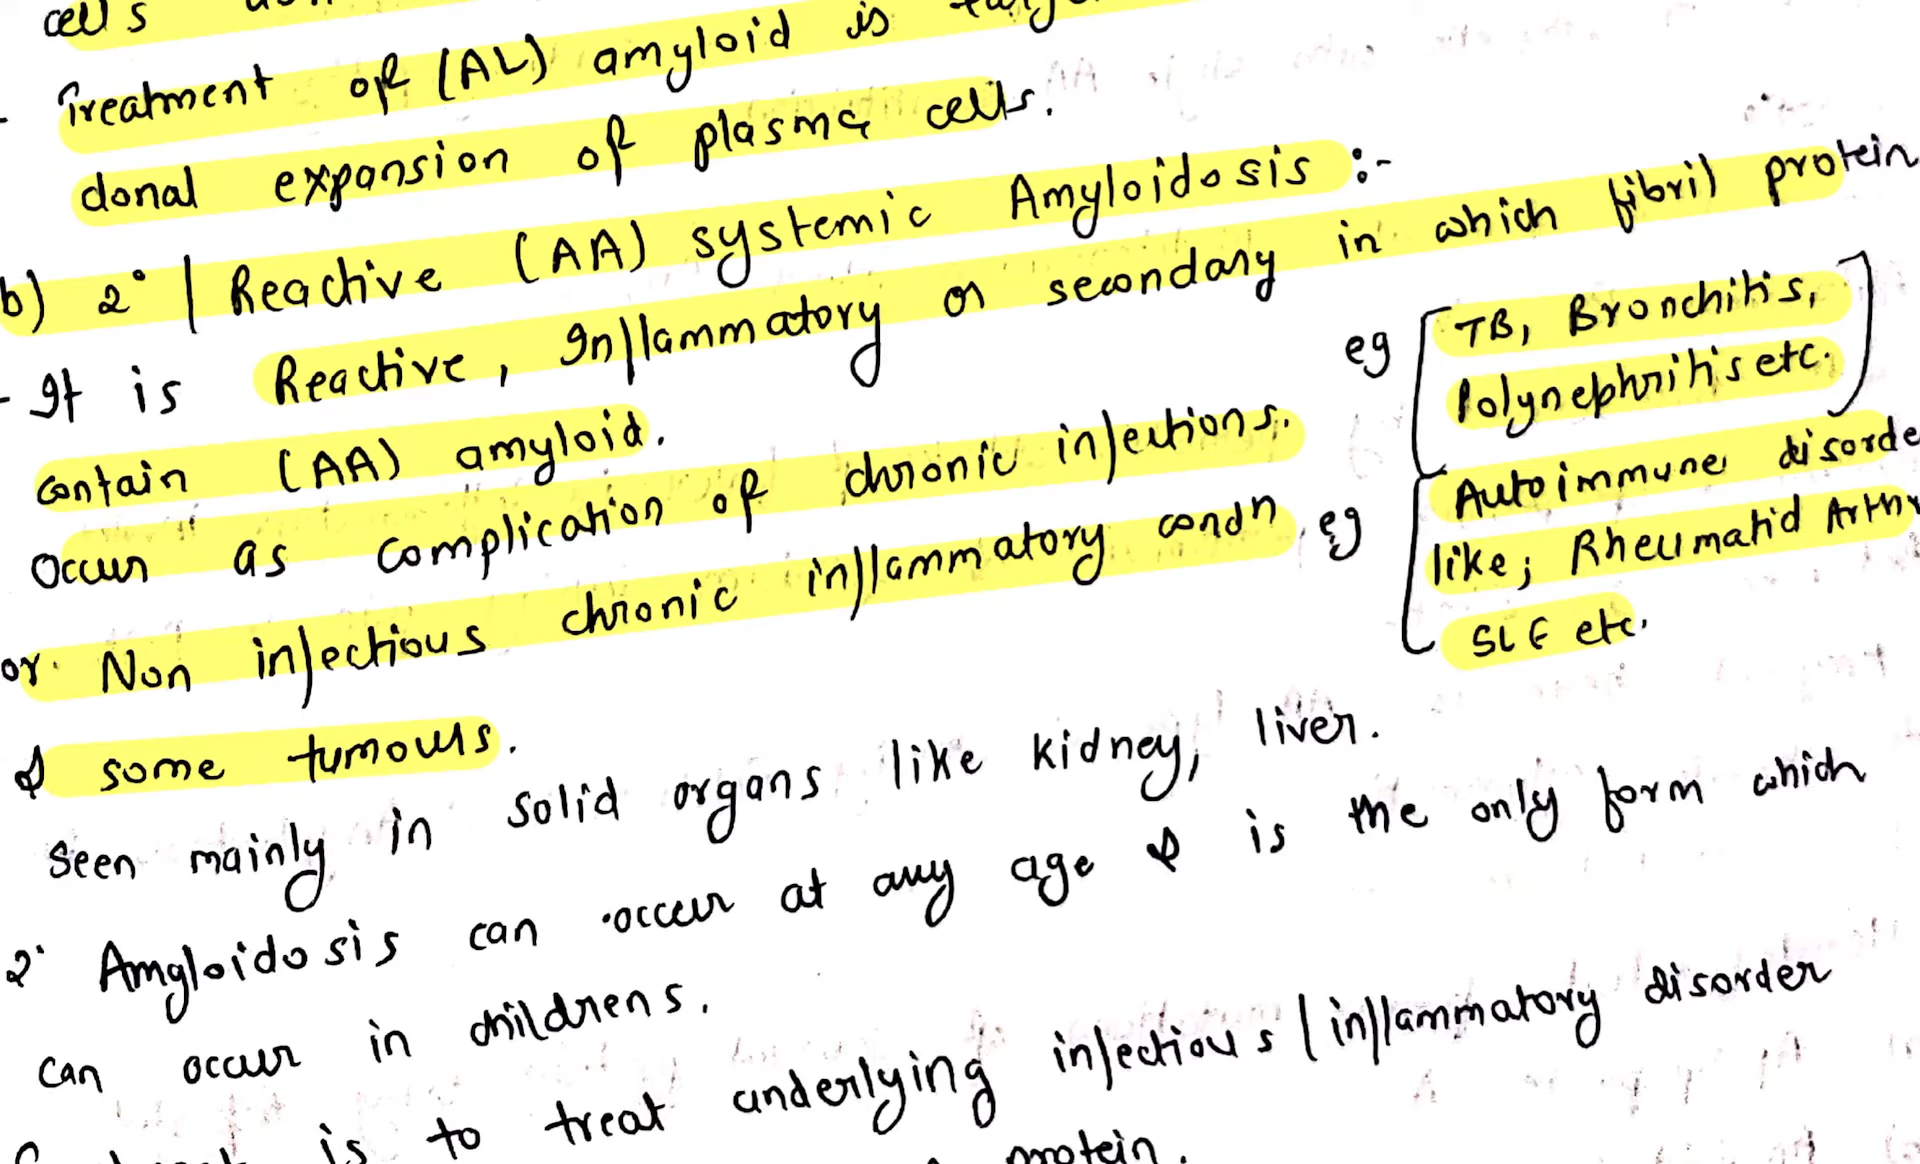 cells
- Treatment of (AL) amyloid is
clonal expansion of plasma cells.
b) 2° | Reactive (AA) systemic Amyloidosis :-
- It is Reactive, Inflammatory or secondary in which fibril protein
contain (AA) amyloid.
occur as complication of chronic infections. eg [TB, Bronchitis,
Polynephritis etc.]
or Non infectious chronic inflammatory condn eg [Autoimmune disorde
like; Rheumatid Arthr
SLE etc.
& some tumours.
Seen mainly in solid organs like kidney, liver.
2° Amyloidosis can occur at any age & is the only form which
can occur in childrens.
is to treat underlying infectious | inflammatory disorder
protein.